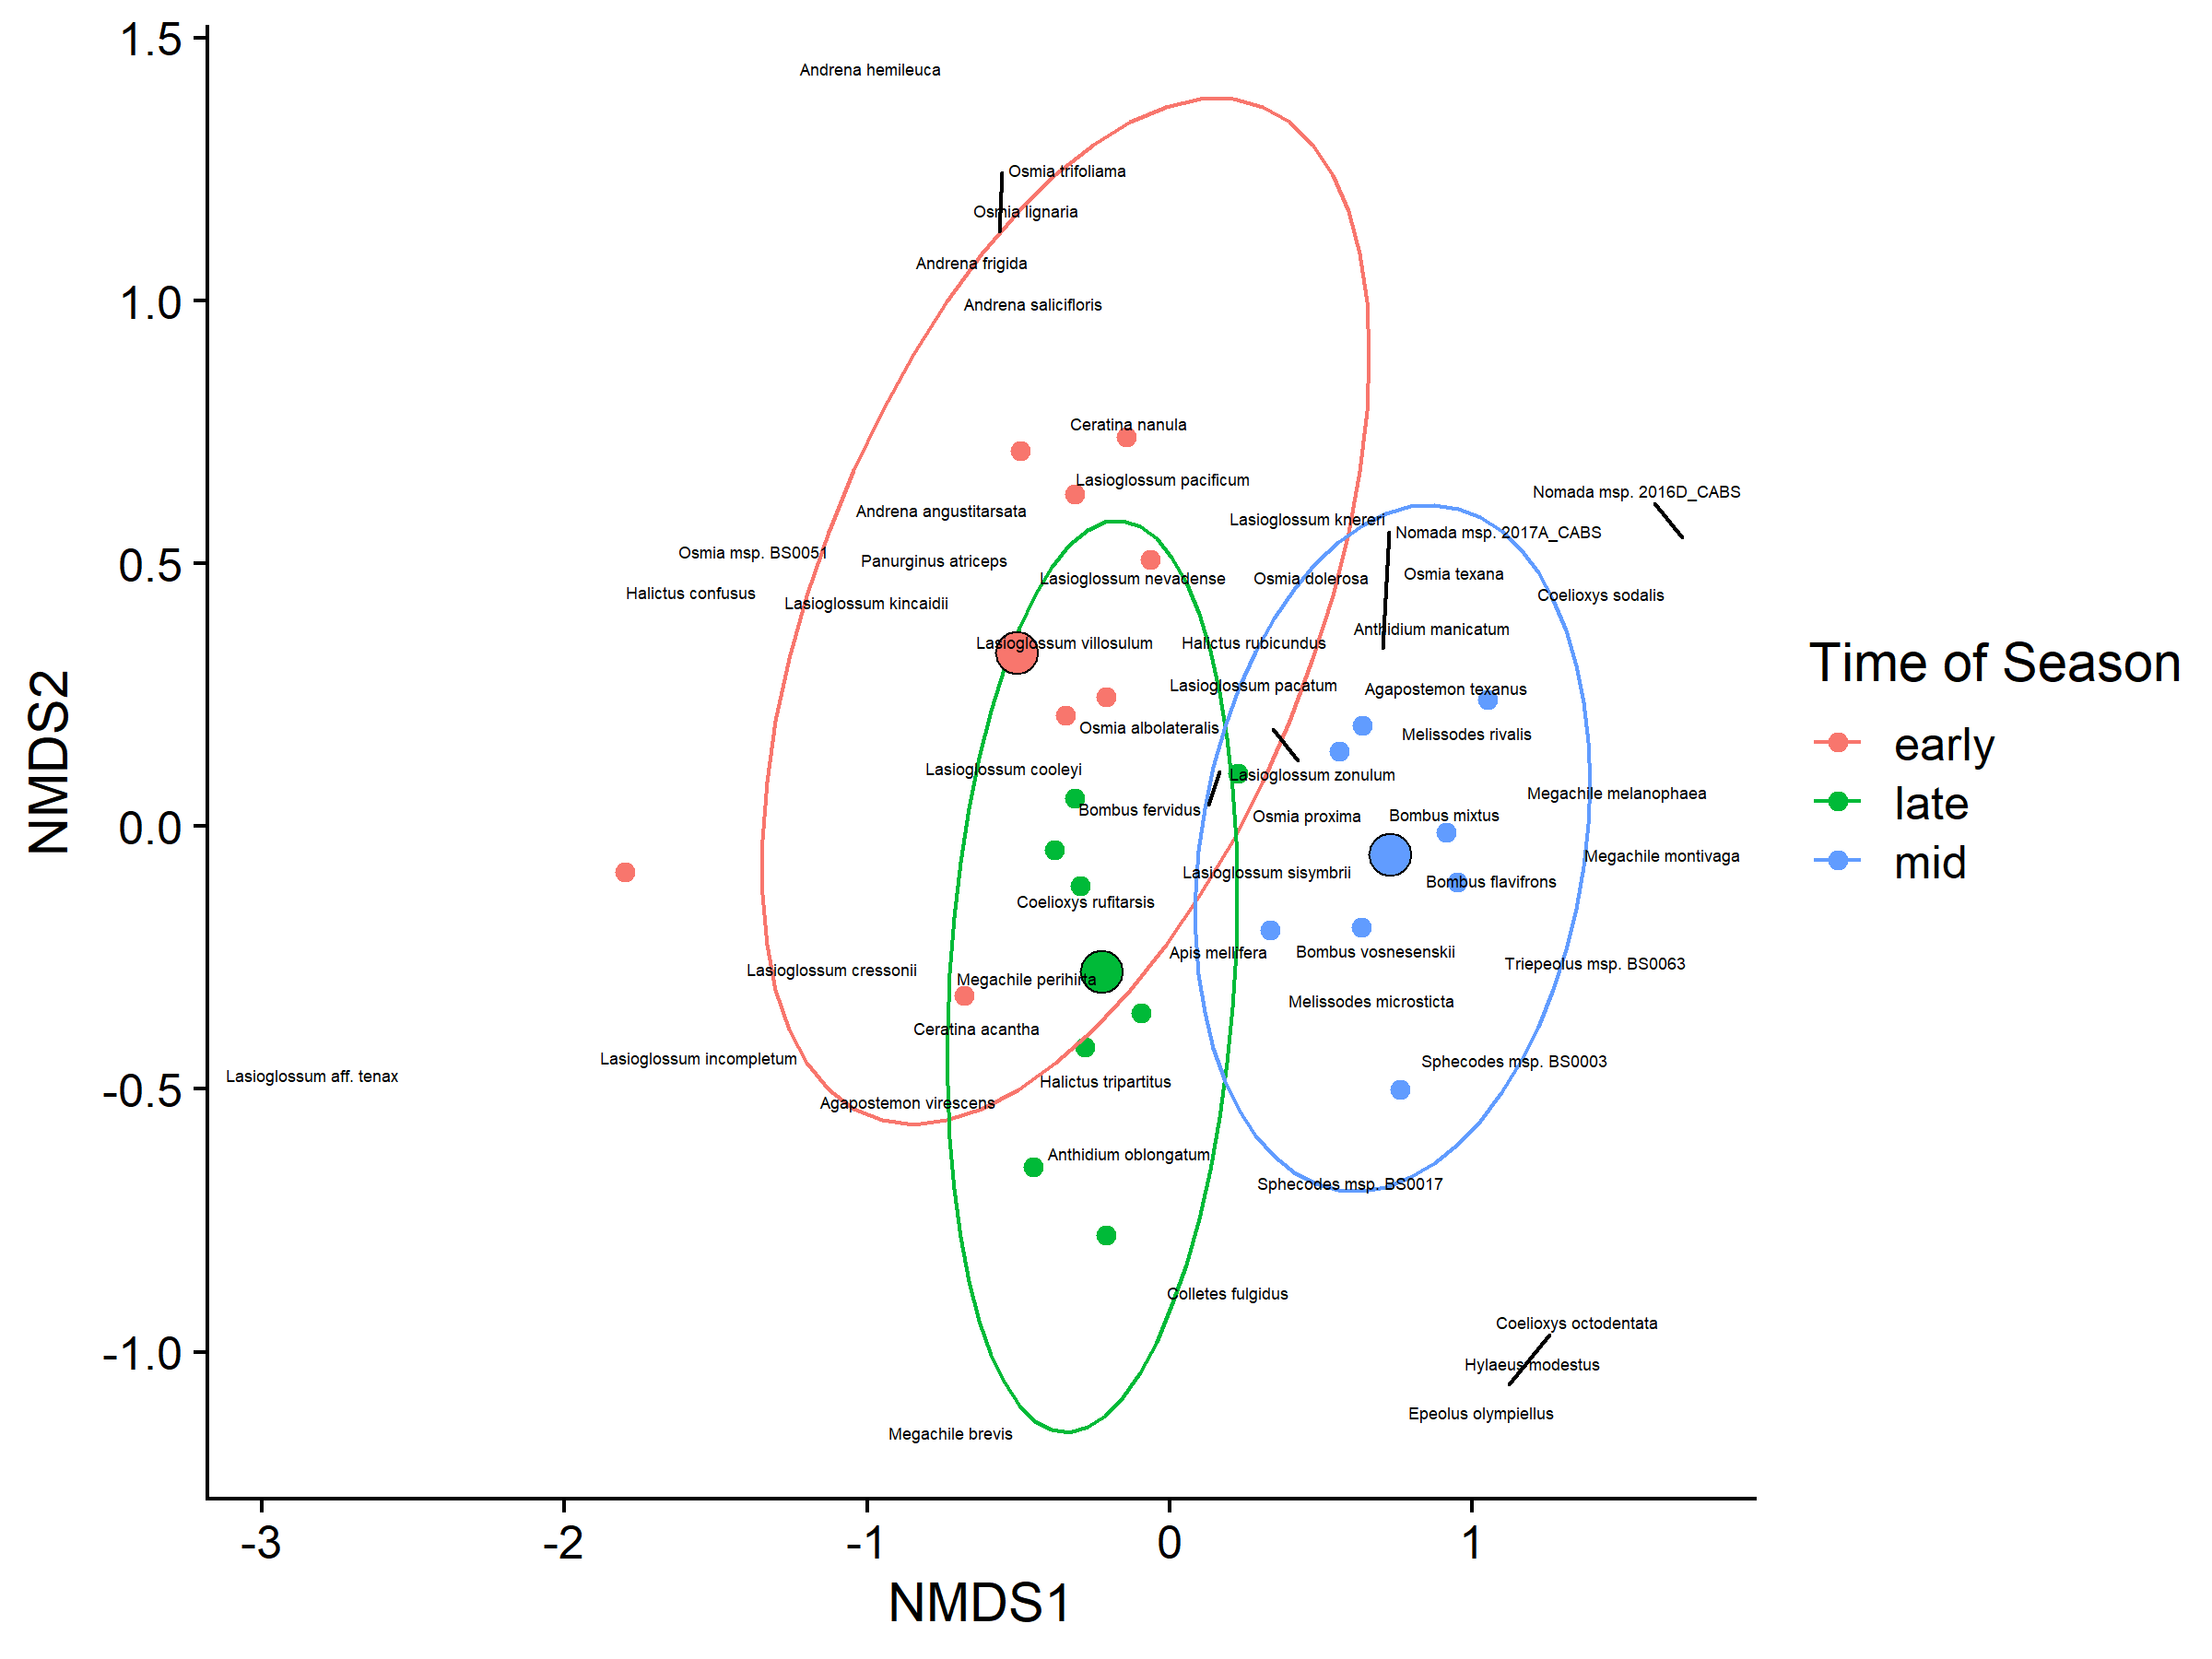 1.5
Andrena hemileuca
Osmia trifoliama
Osmia lignaria
Andrena frigida
1.0
Andrena salicifloris
Ceratina nanula
Lasioglossum pacificum
Nomada msp. 2016D_CABS
Andrena angustitarsata
Lasioglossum knereri
Nomada msp. 2017A_CABS
Osmia msp. BS0051
0.5
Panurginus atriceps
Lasioglossum nevadense
Osmia dolerosa
Osmia texana
Halictus confusus
Lasioglossum kincaidii
Coelioxys sodalis
Anthidium manicatum
Lasioglossum villosulum
Halictus rubicundus
Time of Season
Lasioglossum pacatum
Agapostemon texanus
Osmia albolateralis
Melissodes rivalis
early
Lasioglossum cooleyi
Lasioglossum zonulum
Megachile melanophaea
late
NMDS2
Bombus fervidus
Osmia proxima
Bombus mixtus
0.0
Megachile montivaga
mid
Lasioglossum sisymbrii
Bombus flavifrons
Coelioxys rufitarsis
Apis mellifera
Bombus vosnesenskii
Triepeolus msp. BS0063
Lasioglossum cressonii
Megachile perihirta
Melissodes microsticta
Ceratina acantha
Lasioglossum incompletum
Sphecodes msp. BS0003
Lasioglossum aff. tenax
Halictus tripartitus
-0.5
Agapostemon virescens
Anthidium oblongatum
Sphecodes msp. BS0017
Colletes fulgidus
Coelioxys octodentata
-1.0
Hylaeus modestus
Epeolus olympiellus
Megachile brevis
-3
-2
-1
0
1
NMDS1